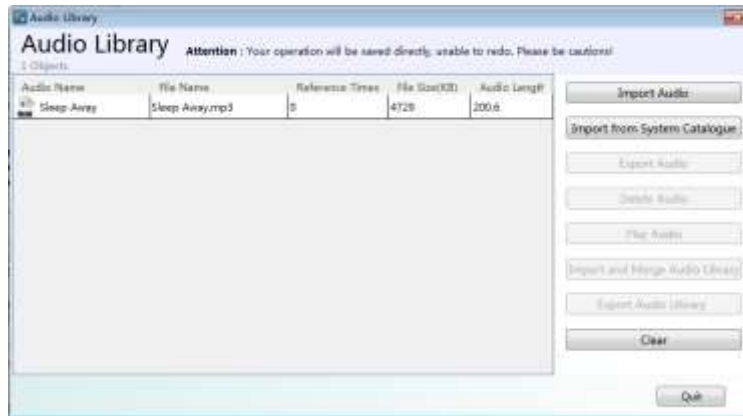 Audio Library
Audio Library Attention : Your operation will be saved directly, unable to redo. Please be cautions!
1 Objects
Audio Name File Name Reference Times File Size(KB) Audio Length
Sleep Away Sleep Away.mp3 0 4729 200.6
Import Audio
Import from System Catalogue
Export Audio
Delete Audio
Play Audio
Import and Merge Audio Library
Export Audio Library
Clear
Quit